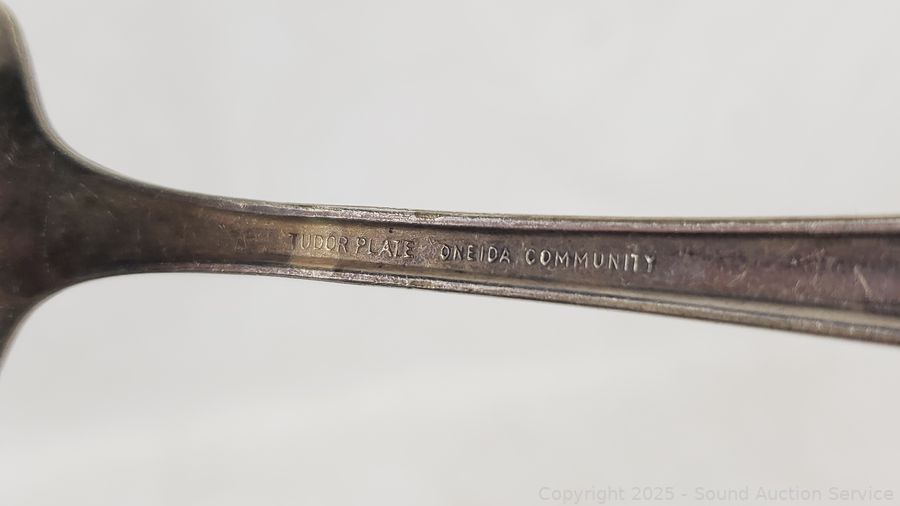 TUDOR PLATE ONEIDA COMMUNITY
Copyright 2025 - Sound Auction Service